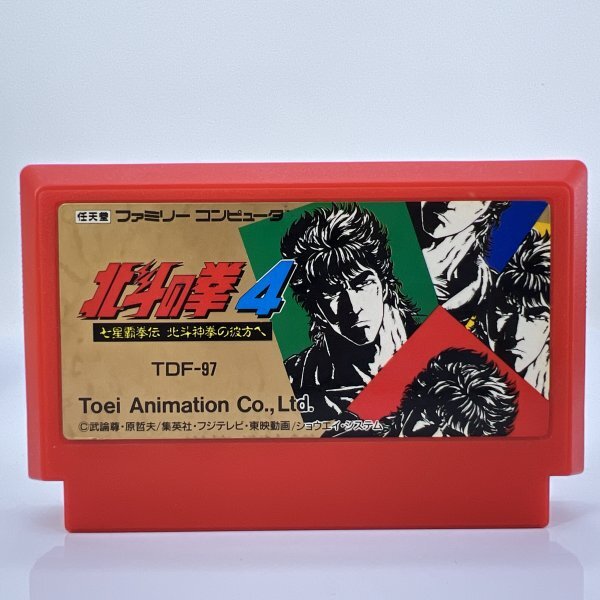 任天堂 ファミリー コンピュータ
北斗の拳4
七星覇拳伝 北斗神拳の彼方へ
TDF-97
Toei Animation Co., Ltd.
©武論尊・原哲夫/集英社・フジテレビ・東映動画/ショウエイ・システム